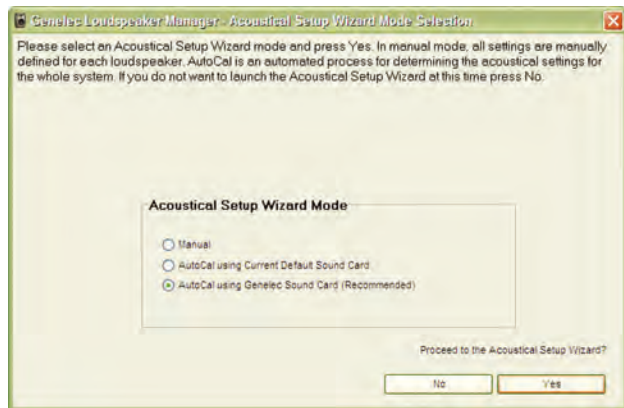 Genelec Loudspeaker Manager - Acoustical Setup Wizard Mode Selection
Please select an Acoustical Setup Wizard mode and press Yes. In manual mode, all settings are manually
defined for each loudspeaker. AutoCal is an automated process for determining the acoustical settings for
the whole system. If you do not want to launch the Acoustical Setup Wizard at this time press No.
Acoustical Setup Wizard Mode
Manual
AutoCal using Current Default Sound Card
AutoCal using Genelec Sound Card (Recommended)
Proceed to the Acoustical Setup Wizard?
No
Yes